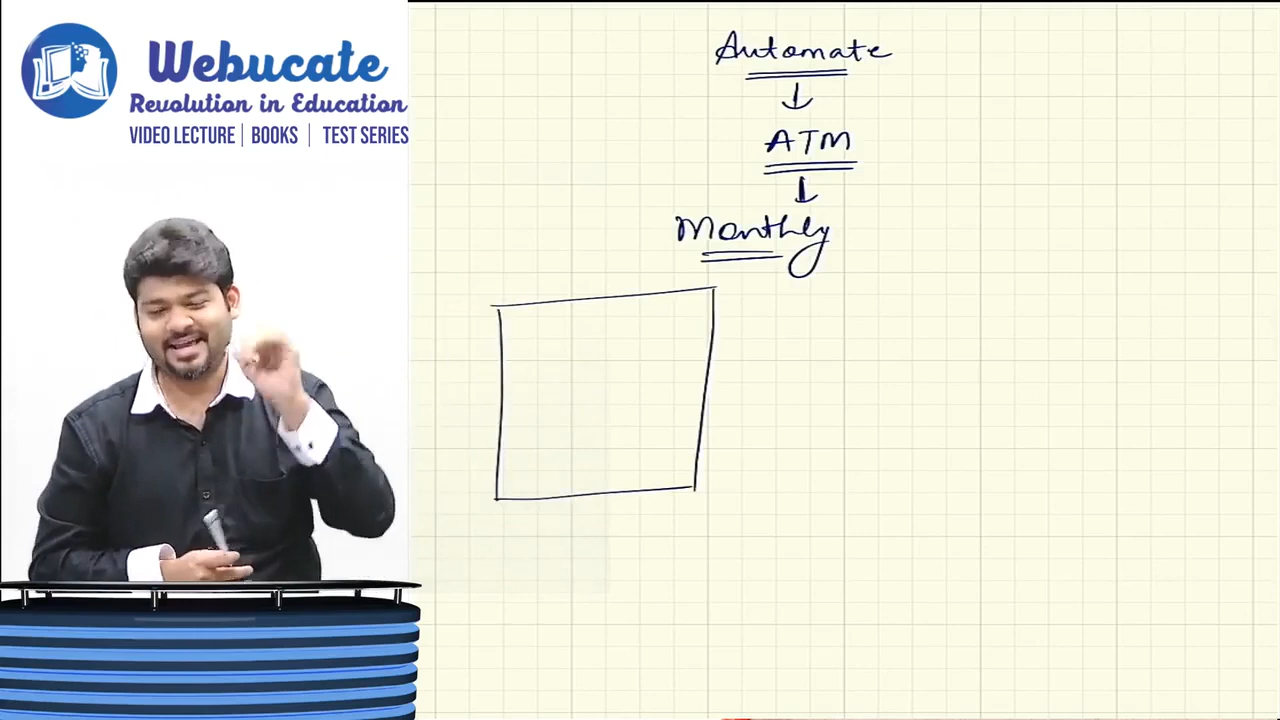 Webucate
Revolution in Education
VIDEO LECTURE | BOOKS | TEST SERIES
Automate
ATM
Monthly